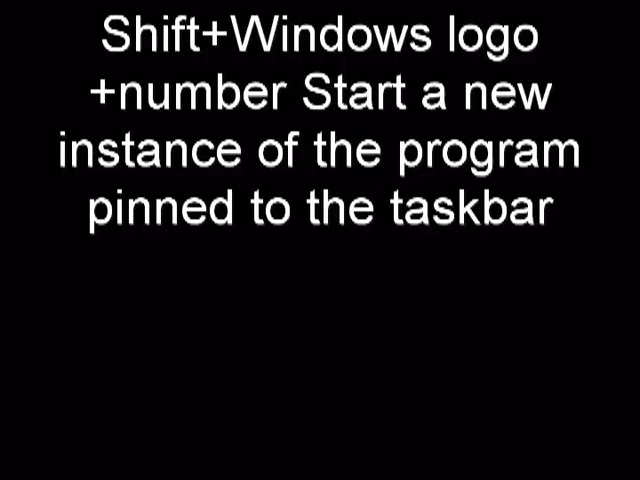 Shift+Windows logo
+number Start a new
instance of the program
pinned to the taskbar